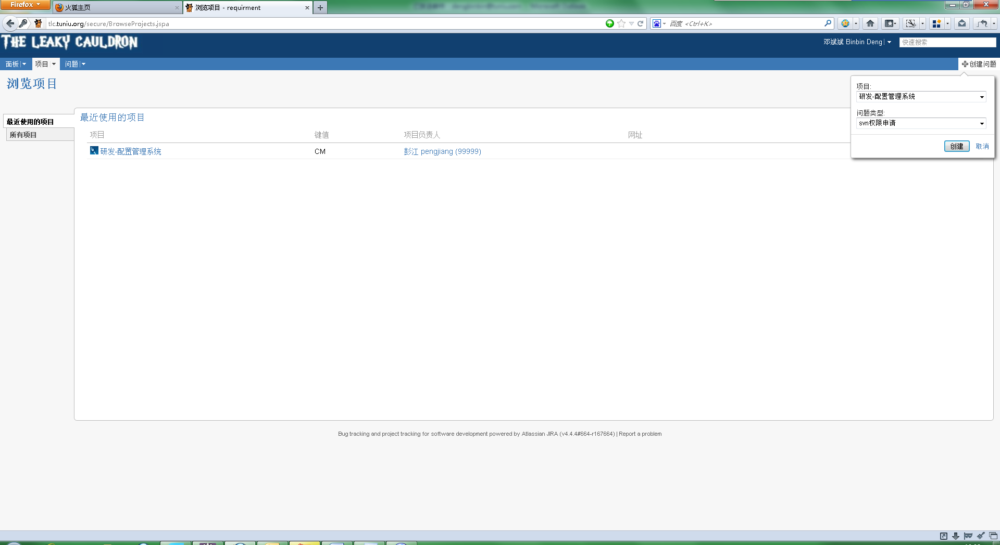 Firefox
火狐主页
浏览项目 - requirment
tlc.tuniu.org/secure/BrowseProjects.jspa
百度 <Ctrl+K>
THE LEAKY CAULDRON
邓斌斌 Binbin Deng
快速搜索
面板
项目
问题
创建问题
浏览项目
项目:
研发-配置管理系统
问题类型:
svn权限申请
创建
取消
最近使用的项目
所有项目
最近使用的项目
项目 键值 项目负责人 网址
研发-配置管理系统 CM 彭江 pengjiang (99999)
Bug tracking and project tracking for software development powered by Atlassian JIRA (v4.4.4#664-r167664) | Report a problem